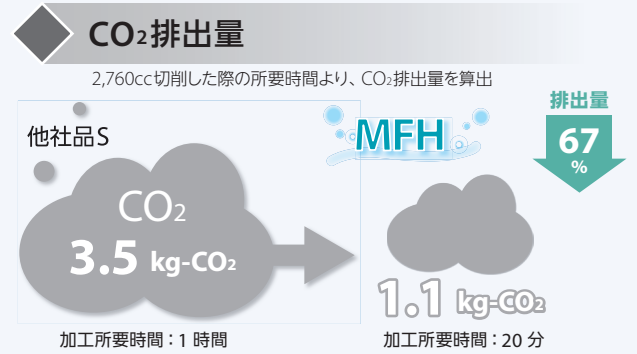 CO₂排出量
2,760cc切削した際の所要時間より、CO₂排出量を算出
排出量
67
%
他社品S
MFH
CO₂
3.5 kg-CO₂
1.1 kg-CO₂
加工所要時間：1 時間
加工所要時間：20 分